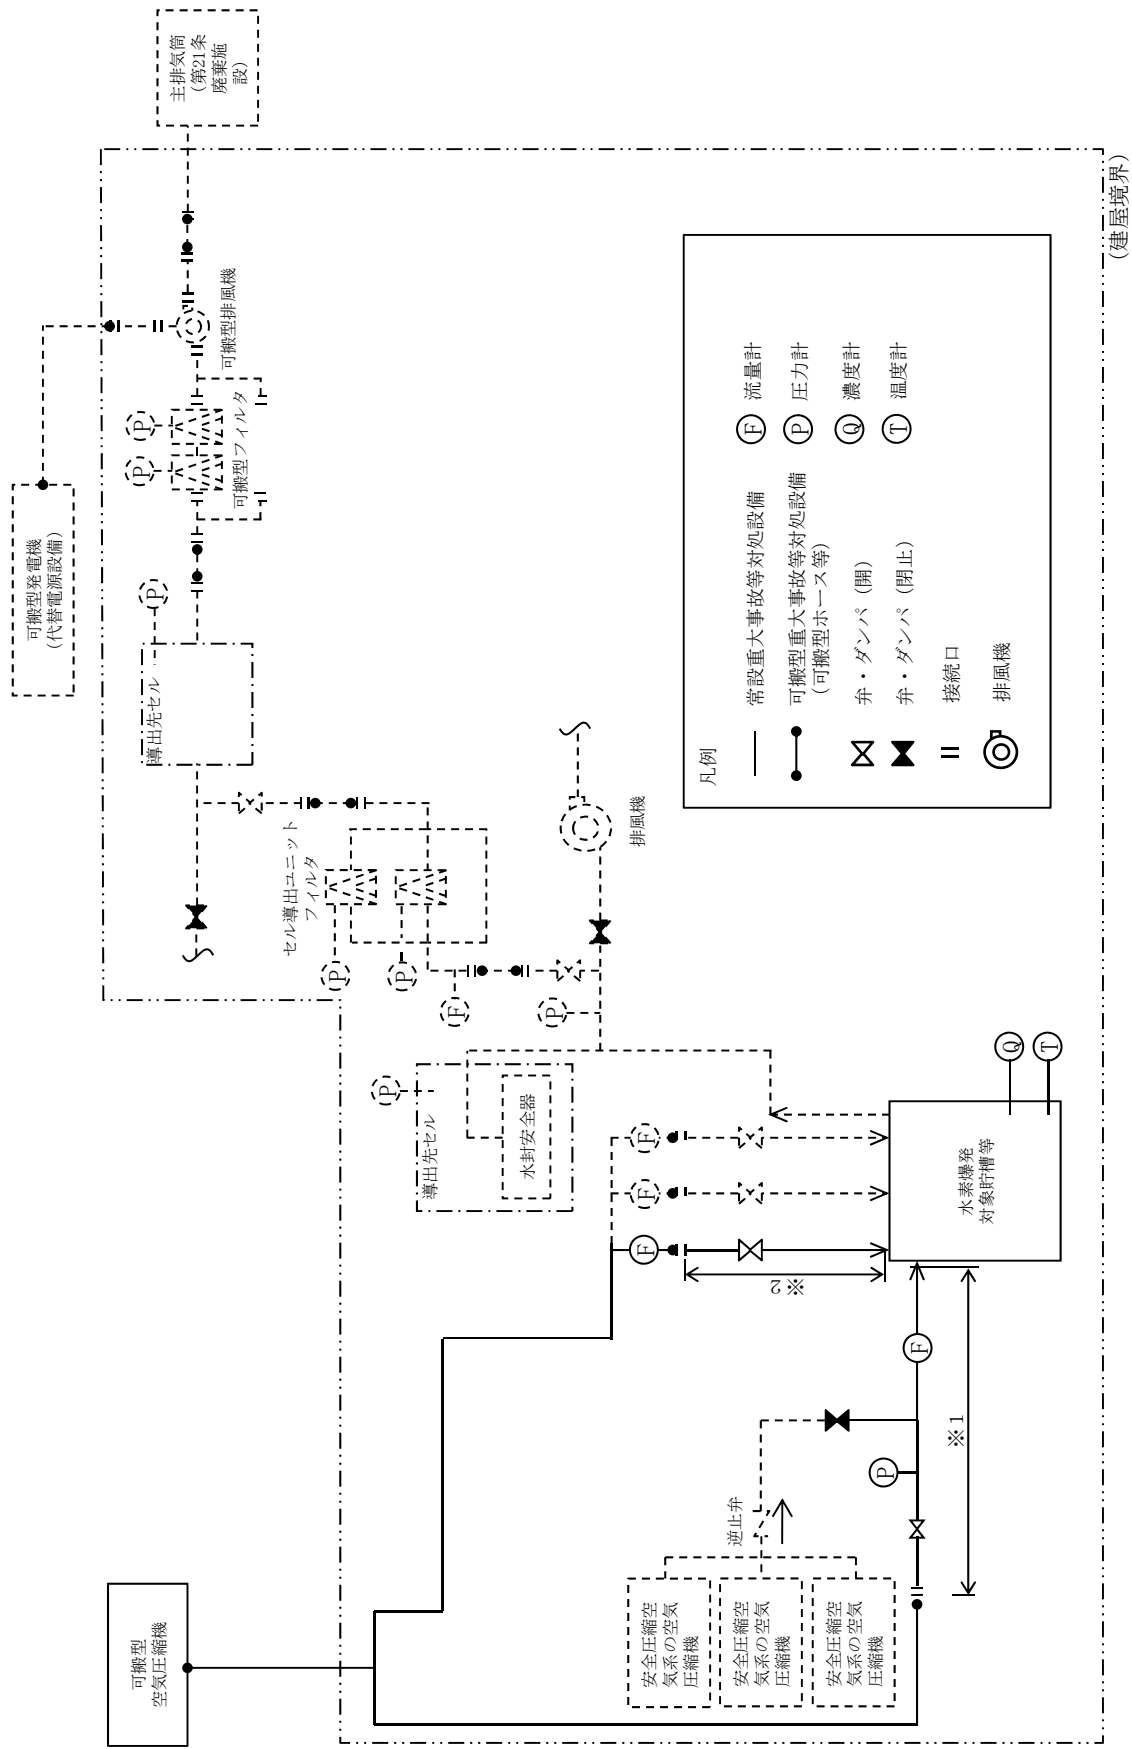 主排気筒
(第21条
廃棄施
設)
可搬型発電機
(代替電源設備)
可搬型排風機
P
P
可搬型フィルタ
P
導出先セル
セル導出ユニット
フィルタ
P
P
F
P
排風機
P
導出先セル
水封安全器
F
F
F
※2
水素爆発
対象貯槽等
Q
T
F
※1
P
逆止弁
安全圧縮空
気系の空気
圧縮機
安全圧縮空
気系の空気
圧縮機
安全圧縮空
気系の空気
圧縮機
可搬型
空気圧縮機
凡例
常設重大事故等対処設備
可搬型重大事故等対処設備
(可搬型ホース等)
弁・ダンパ (開)
弁・ダンパ (閉止)
接続口
排風機
F 流量計
P 圧力計
Q 濃度計
T 温度計
(建屋境界)